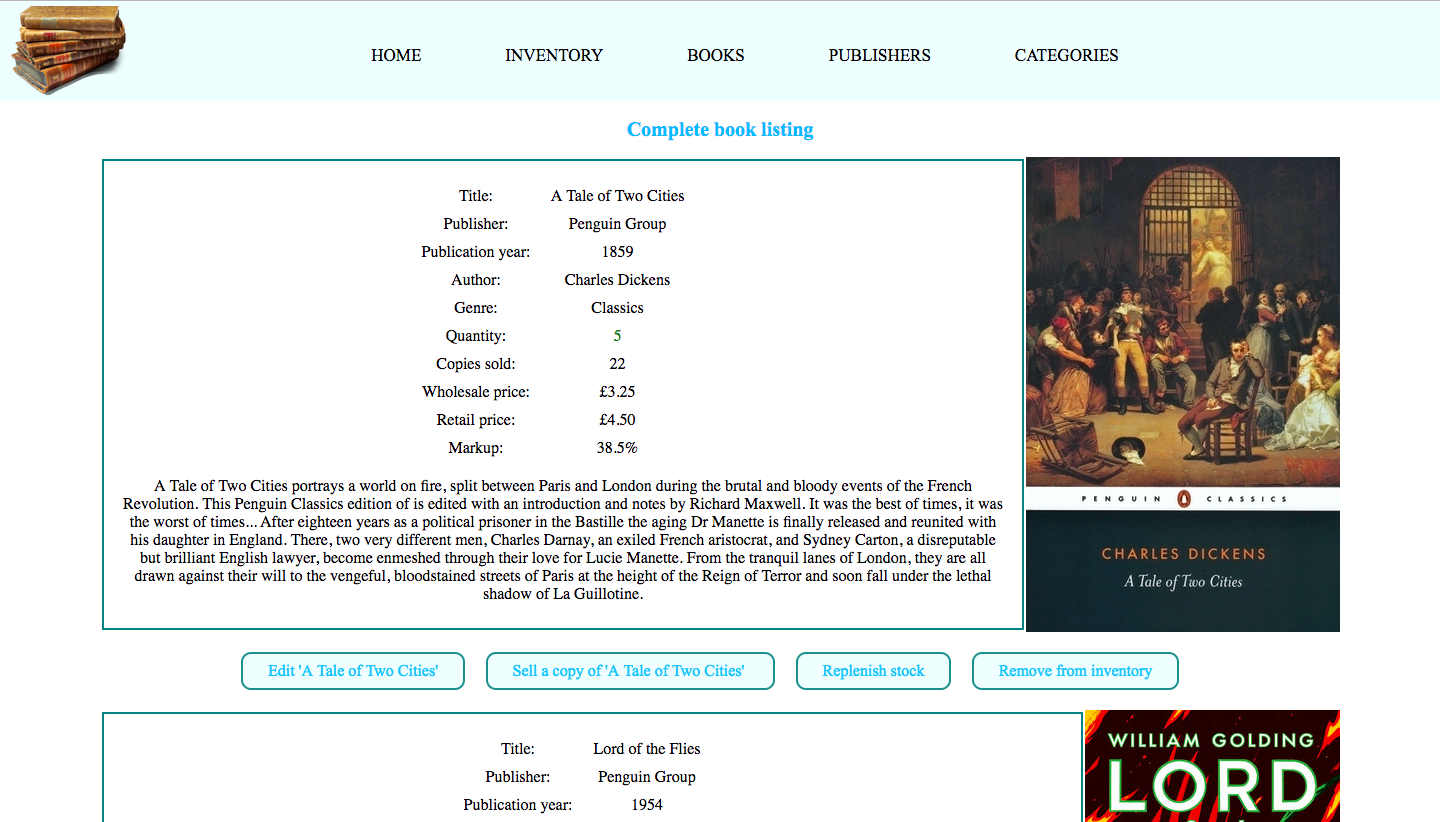 HOME INVENTORY BOOKS PUBLISHERS CATEGORIES
Complete book listing
Title: A Tale of Two Cities
Publisher: Penguin Group
Publication year: 1859
Author: Charles Dickens
Genre: Classics
Quantity: 5
Copies sold: 22
Wholesale price: £3.25
Retail price: £4.50
Markup: 38.5%
A Tale of Two Cities portrays a world on fire, split between Paris and London during the brutal and bloody events of the French
Revolution. This Penguin Classics edition of is edited with an introduction and notes by Richard Maxwell. It was the best of times, it was
the worst of times... After eighteen years as a political prisoner in the Bastille the aging Dr Manette is finally released and reunited with
his daughter in England. There, two very different men, Charles Darnay, an exiled French aristocrat, and Sydney Carton, a disreputable
but brilliant English lawyer, become enmeshed through their love for Lucie Manette. From the tranquil lanes of London, they are all
drawn against their will to the vengeful, bloodstained streets of Paris at the height of the Reign of Terror and soon fall under the lethal
shadow of La Guillotine.
PENGUIN CLASSICS
CHARLES DICKENS
A Tale of Two Cities
Edit 'A Tale of Two Cities' Sell a copy of 'A Tale of Two Cities' Replenish stock Remove from inventory
Title: Lord of the Flies
Publisher: Penguin Group
Publication year: 1954
WILLIAM GOLDING
LORD